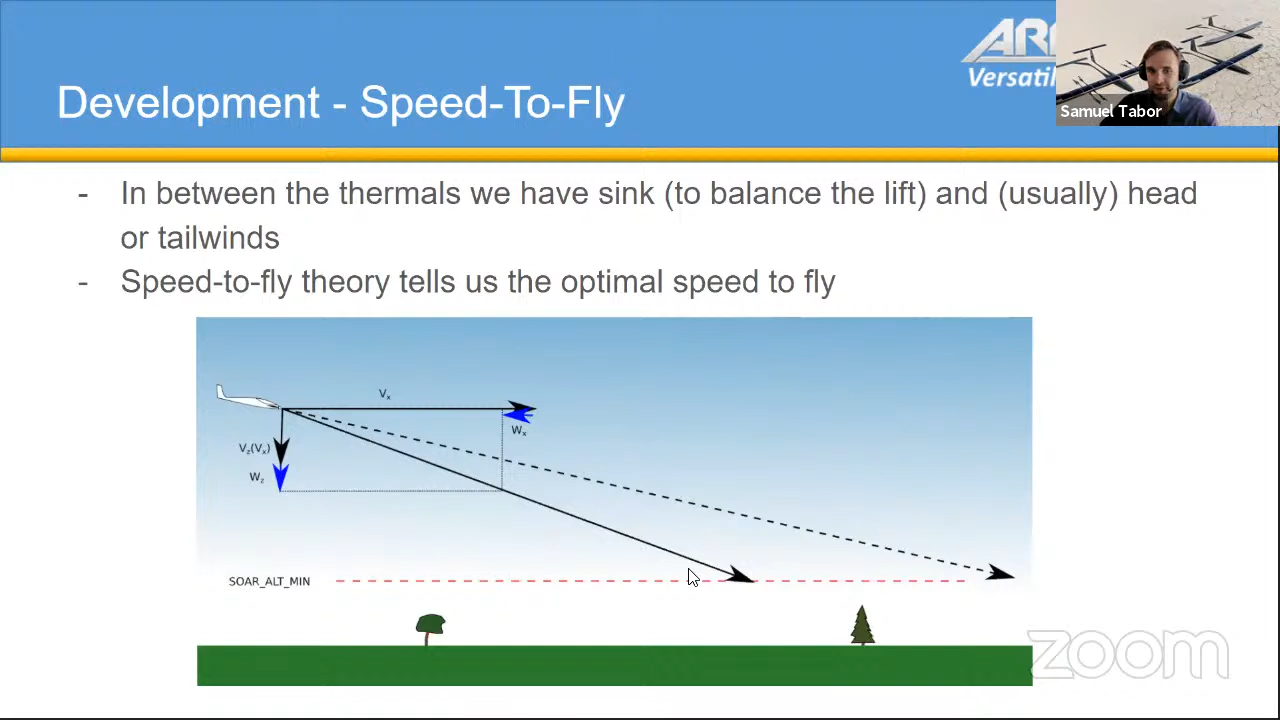 ARD
Versatil
Samuel Tabor
Development - Speed-To-Fly
- In between the thermals we have sink (to balance the lift) and (usually) head
or tailwinds
- Speed-to-fly theory tells us the optimal speed to fly
Vx
Wx
Vz(Vx)
Wz
SOAR_ALT_MIN
zoom